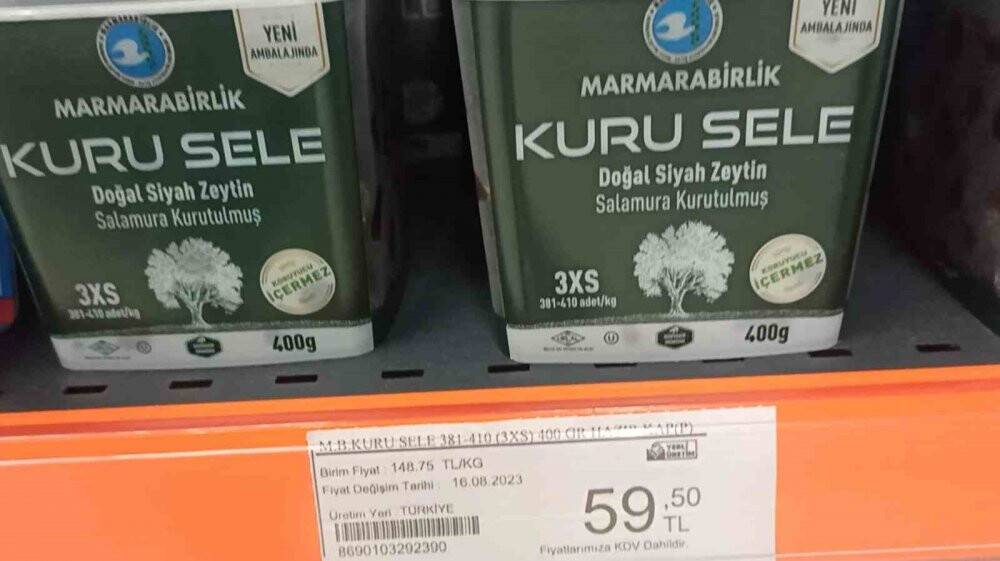 YENİ
AMBALAJINDA
MARMARABİRLİK
KURU SELE
Doğal Siyah Zeytin
Salamura Kurutulmuş
3XS
381-410 adet/kg
KORUYUCU
İÇERMEZ
400g
YENİ
AMBALAJINDA
MARMARABİRLİK
KURU SELE
Doğal Siyah Zeytin
Salamura Kurutulmuş
3XS
381-410 adet/kg
KORUYUCU
İÇERMEZ
400g
M.B.KURU SELE 381-410 (3XS) 400 GR HAZIR KAP(P)
YERLİ
ÜRETİM
Birim Fiyat : 148.75 TL/KG
Fiyat Değişim Tarihi : 16.08.2023
Üretim Yeri TÜRKİYE
8690103292390
59,50
TL
Fiyatlarımıza KDV Dahildir.